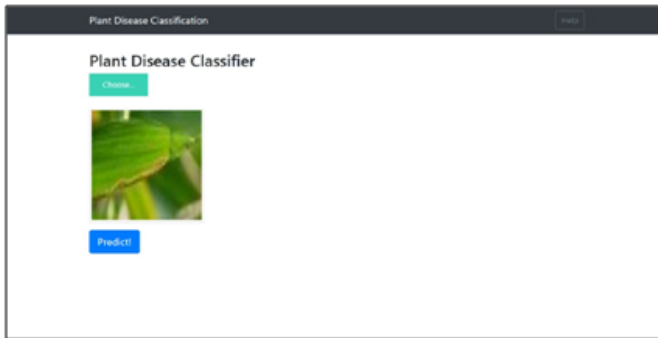 Plant Disease Classification
Help
Plant Disease Classifier
Choose...
Predict!